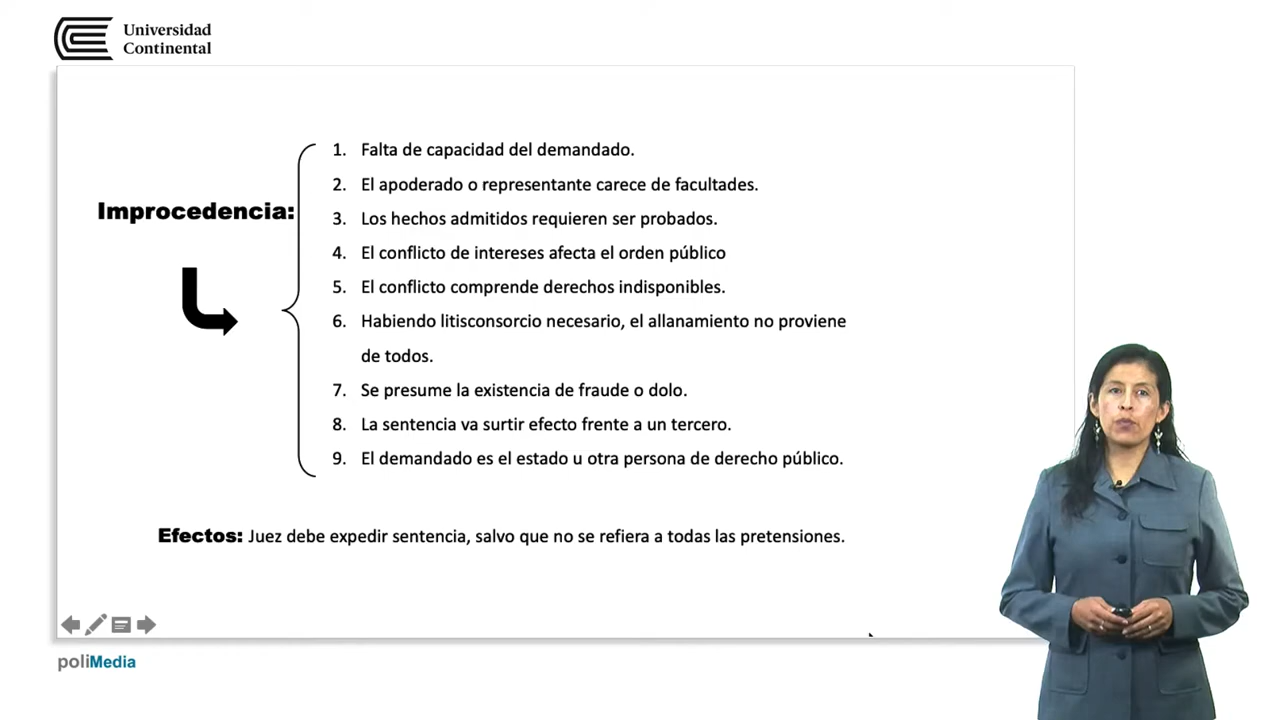 Universidad
Continental
Improcedencia:
1. Falta de capacidad del demandado.
2. El apoderado o representante carece de facultades.
3. Los hechos admitidos requieren ser probados.
4. El conflicto de intereses afecta el orden público
5. El conflicto comprende derechos indisponibles.
6. Habiendo litisconsorcio necesario, el allanamiento no proviene
de todos.
7. Se presume la existencia de fraude o dolo.
8. La sentencia va surtir efecto frente a un tercero.
9. El demandado es el estado u otra persona de derecho público.
Efectos: Juez debe expedir sentencia, salvo que no se refiera a todas las pretensiones.
poliMedia